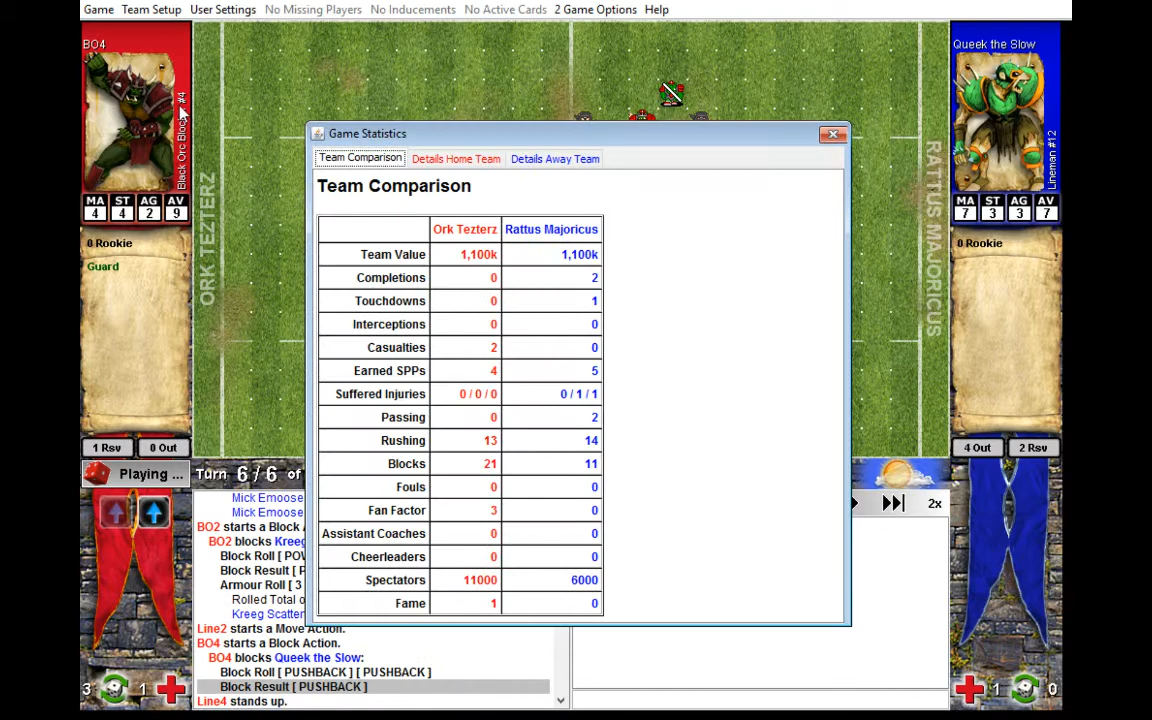 Game Team Setup User Settings No Missing Players No Inducements No Active Cards 2 Game Options Help
BO4
Black Orc Bloc #4
MA ST AG AV
4 4 2 9
0 Rookie
Guard
1 Rsv 0 Out
ORK TEZTERZ
Game Statistics
Team Comparison Details Home Team Details Away Team
Team Comparison
Ork Tezterz Rattus Majoricus
Team Value 1,100k 1,100k
Completions 0 2
Touchdowns 0 1
Interceptions 0 0
Casualties 2 0
Earned SPPs 4 5
Suffered Injuries 0 / 0 / 0 0 / 1 / 1
Passing 0 2
Rushing 13 14
Blocks 21 11
Fouls 0 0
Fan Factor 3 0
Assistant Coaches 0 0
Cheerleaders 0 0
Spectators 11000 6000
Fame 1 0
RATTUS MAJORICUS
Queek the Slow
Lineman #12
MA ST AG AV
7 3 3 7
0 Rookie
4 Out 2 Rsv
Playing ... Turn 6/6 of
2x
Mick Emoose
Mick Emoose
BO2 starts a Block A
BO2 blocks Kree
Block Roll [ POW
Block Result [ P
Armour Roll [ 3
Rolled Total o
Kreeg Scatter
Line2 starts a Move Action.
BO4 starts a Block Action.
BO4 blocks Queek the Slow:
Block Roll [ PUSHBACK ] [ PUSHBACK ]
Block Result [ PUSHBACK ]
Line4 stands up.
3 1
1 0